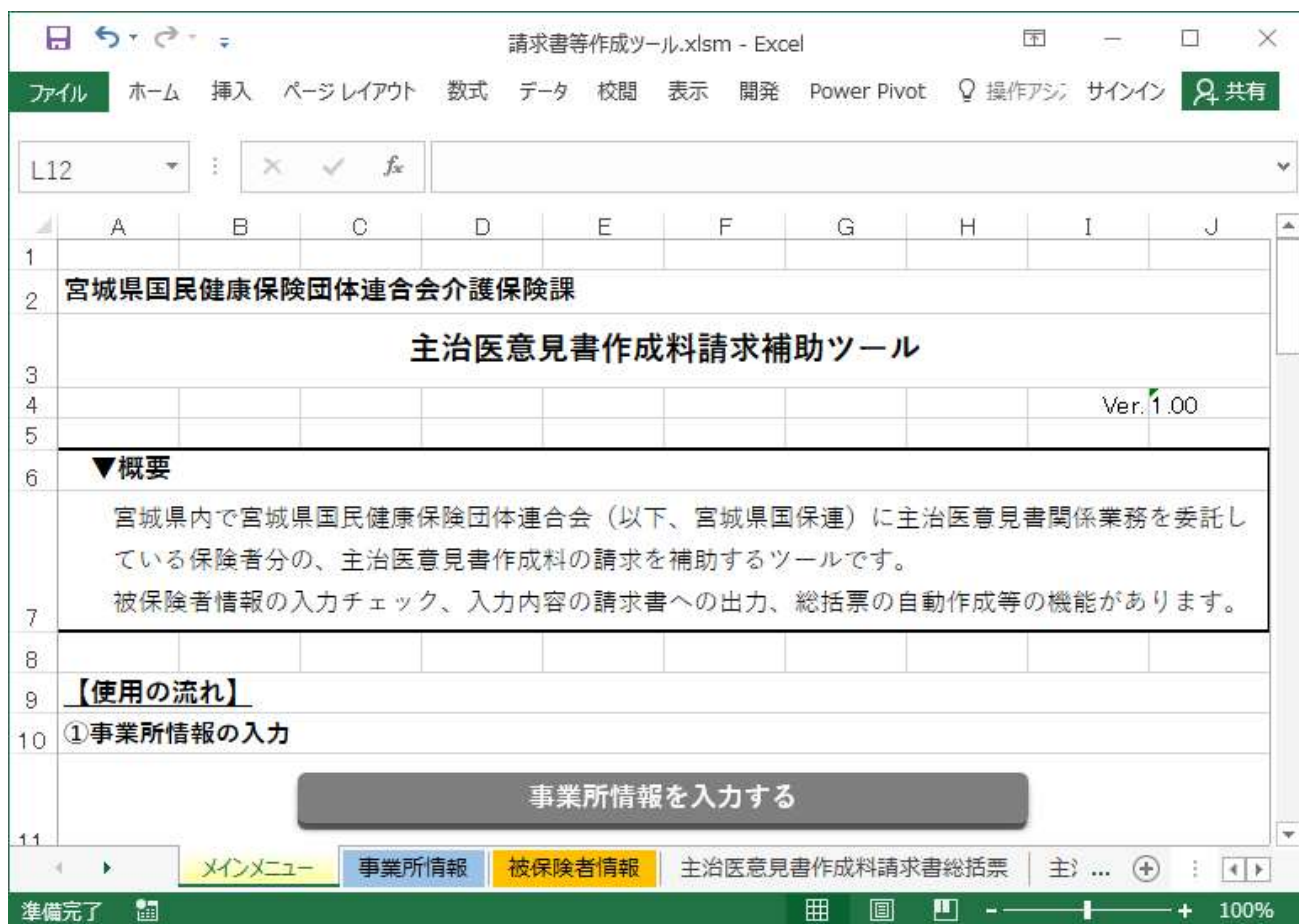 請求書等作成ツール.xlsm - Excel
ファイル ホーム 挿入 ページ レイアウト 数式 データ 校閲 表示 開発 Power Pivot 操作アシ サインイン 共有
L12 fx
A B C D E F G H I J
1
2 宮城県国民健康保険団体連合会介護保険課
3 主治医意見書作成料請求補助ツール
4 Ver. 1.00
5
6 ▼概要
宮城県内で宮城県国民健康保険団体連合会（以下、宮城県国保連）に主治医意見書関係業務を委託し
ている保険者分の、主治医意見書作成料の請求を補助するツールです。
7 被保険者情報の入力チェック、入力内容の請求書への出力、総括票の自動作成等の機能があります。
8
9 【使用の流れ】
10 ①事業所情報の入力
事業所情報を入力する
11
メインメニュー 事業所情報 被保険者情報 主治医意見書作成料請求書総括票 主 ...
準備完了 100%